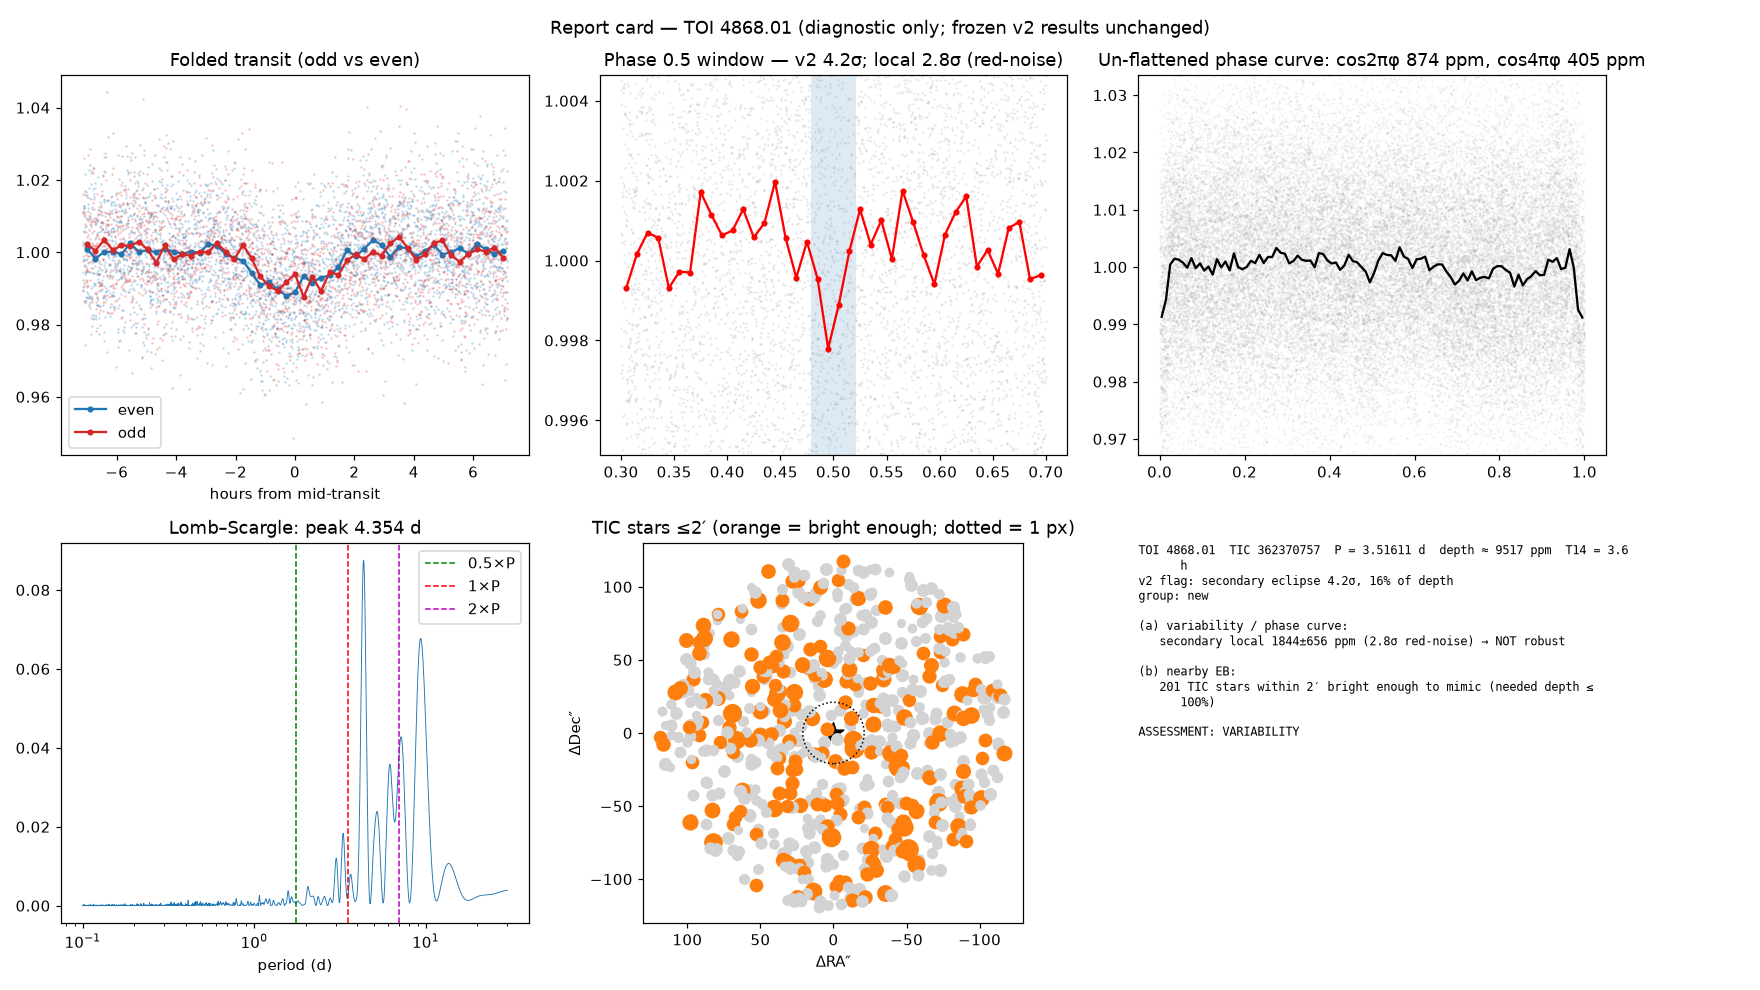 Report card — TOI 4868.01 (diagnostic only; frozen v2 results unchanged)
Folded transit (odd vs even)
1.04
1.02
1.00
0.98
0.96
even
odd
−6
−4
−2
0
2
4
6
hours from mid-transit
Phase 0.5 window — v2 4.2σ; local 2.8σ (red-noise)
1.004
1.002
1.000
0.998
0.996
0.30
0.35
0.40
0.45
0.50
0.55
0.60
0.65
0.70
Un-flattened phase curve: cos2πφ 874 ppm, cos4πφ 405 ppm
1.03
1.02
1.01
1.00
0.99
0.98
0.97
0.0
0.2
0.4
0.6
0.8
1.0
Lomb–Scargle: peak 4.354 d
0.08
0.06
0.04
0.02
0.00
0.5×P
1×P
2×P
10⁻¹
10⁰
10¹
period (d)
TIC stars ≤2′ (orange = bright enough; dotted = 1 px)
ΔDec″
100
50
0
−50
−100
100
50
0
−50
−100
ΔRA″
TOI 4868.01  TIC 362370757  P = 3.51611 d  depth ≈ 9517 ppm  T14 = 3.6
h
v2 flag: secondary eclipse 4.2σ, 16% of depth
group: new
(a) variability / phase curve:
secondary local 1844±656 ppm (2.8σ red-noise) → NOT robust
(b) nearby EB:
201 TIC stars within 2′ bright enough to mimic (needed depth ≤
100%)
ASSESSMENT: VARIABILITY